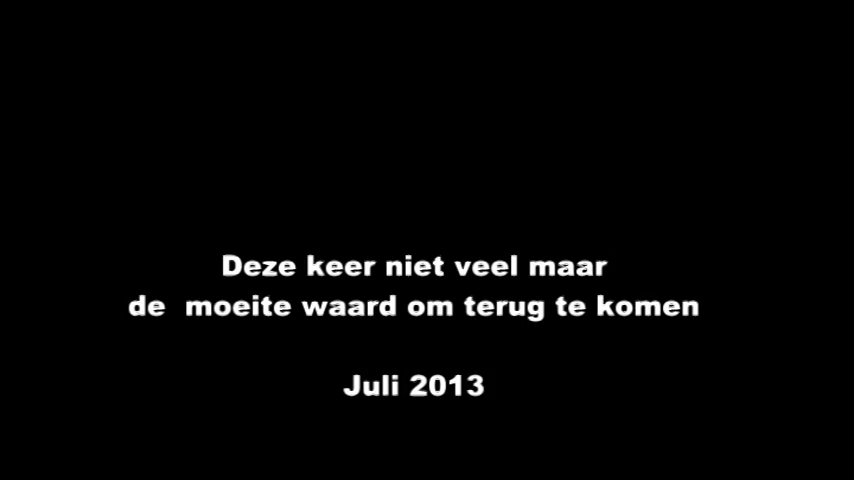 Deze keer niet veel maar
de  moeite waard om terug te komen
Juli 2013